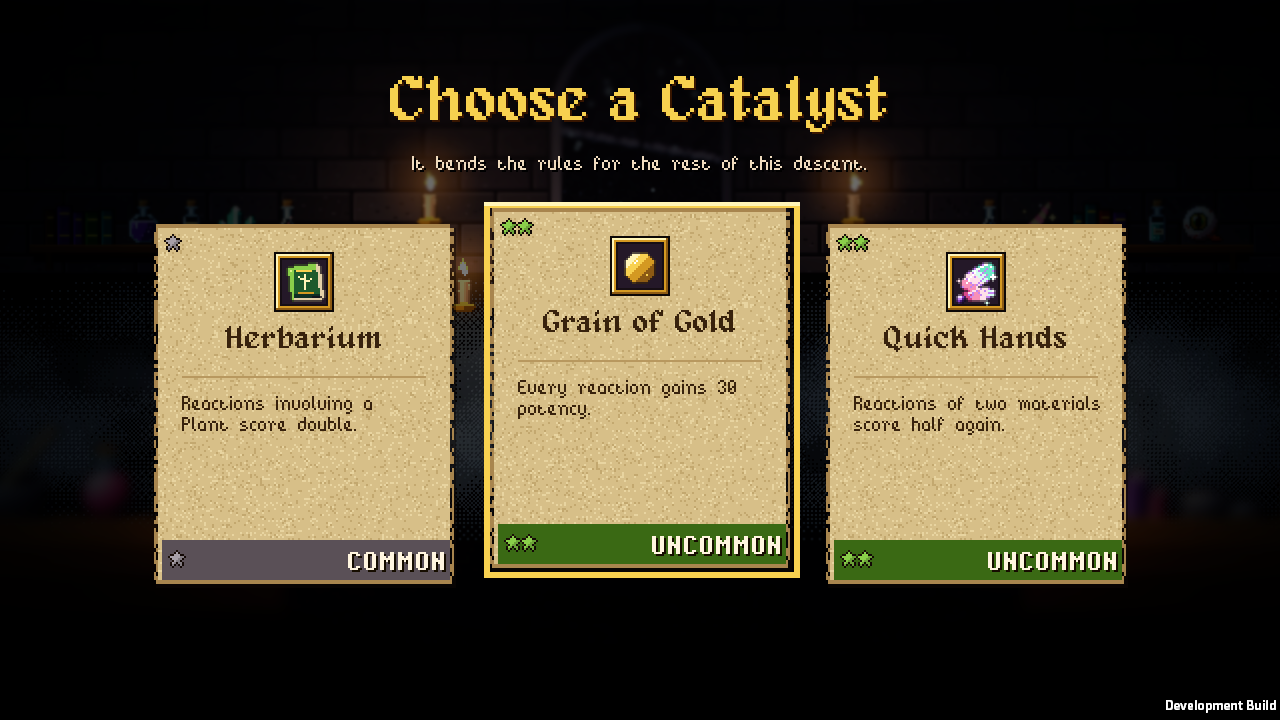 Choose a Catalyst
It bends the rules for the rest of this descent.
Herbarium
Reactions involving a
Plant score double.
COMMON
Grain of Gold
Every reaction gains 30
potency.
UNCOMMON
Quick Hands
Reactions of two materials
score half again.
UNCOMMON
Development Build